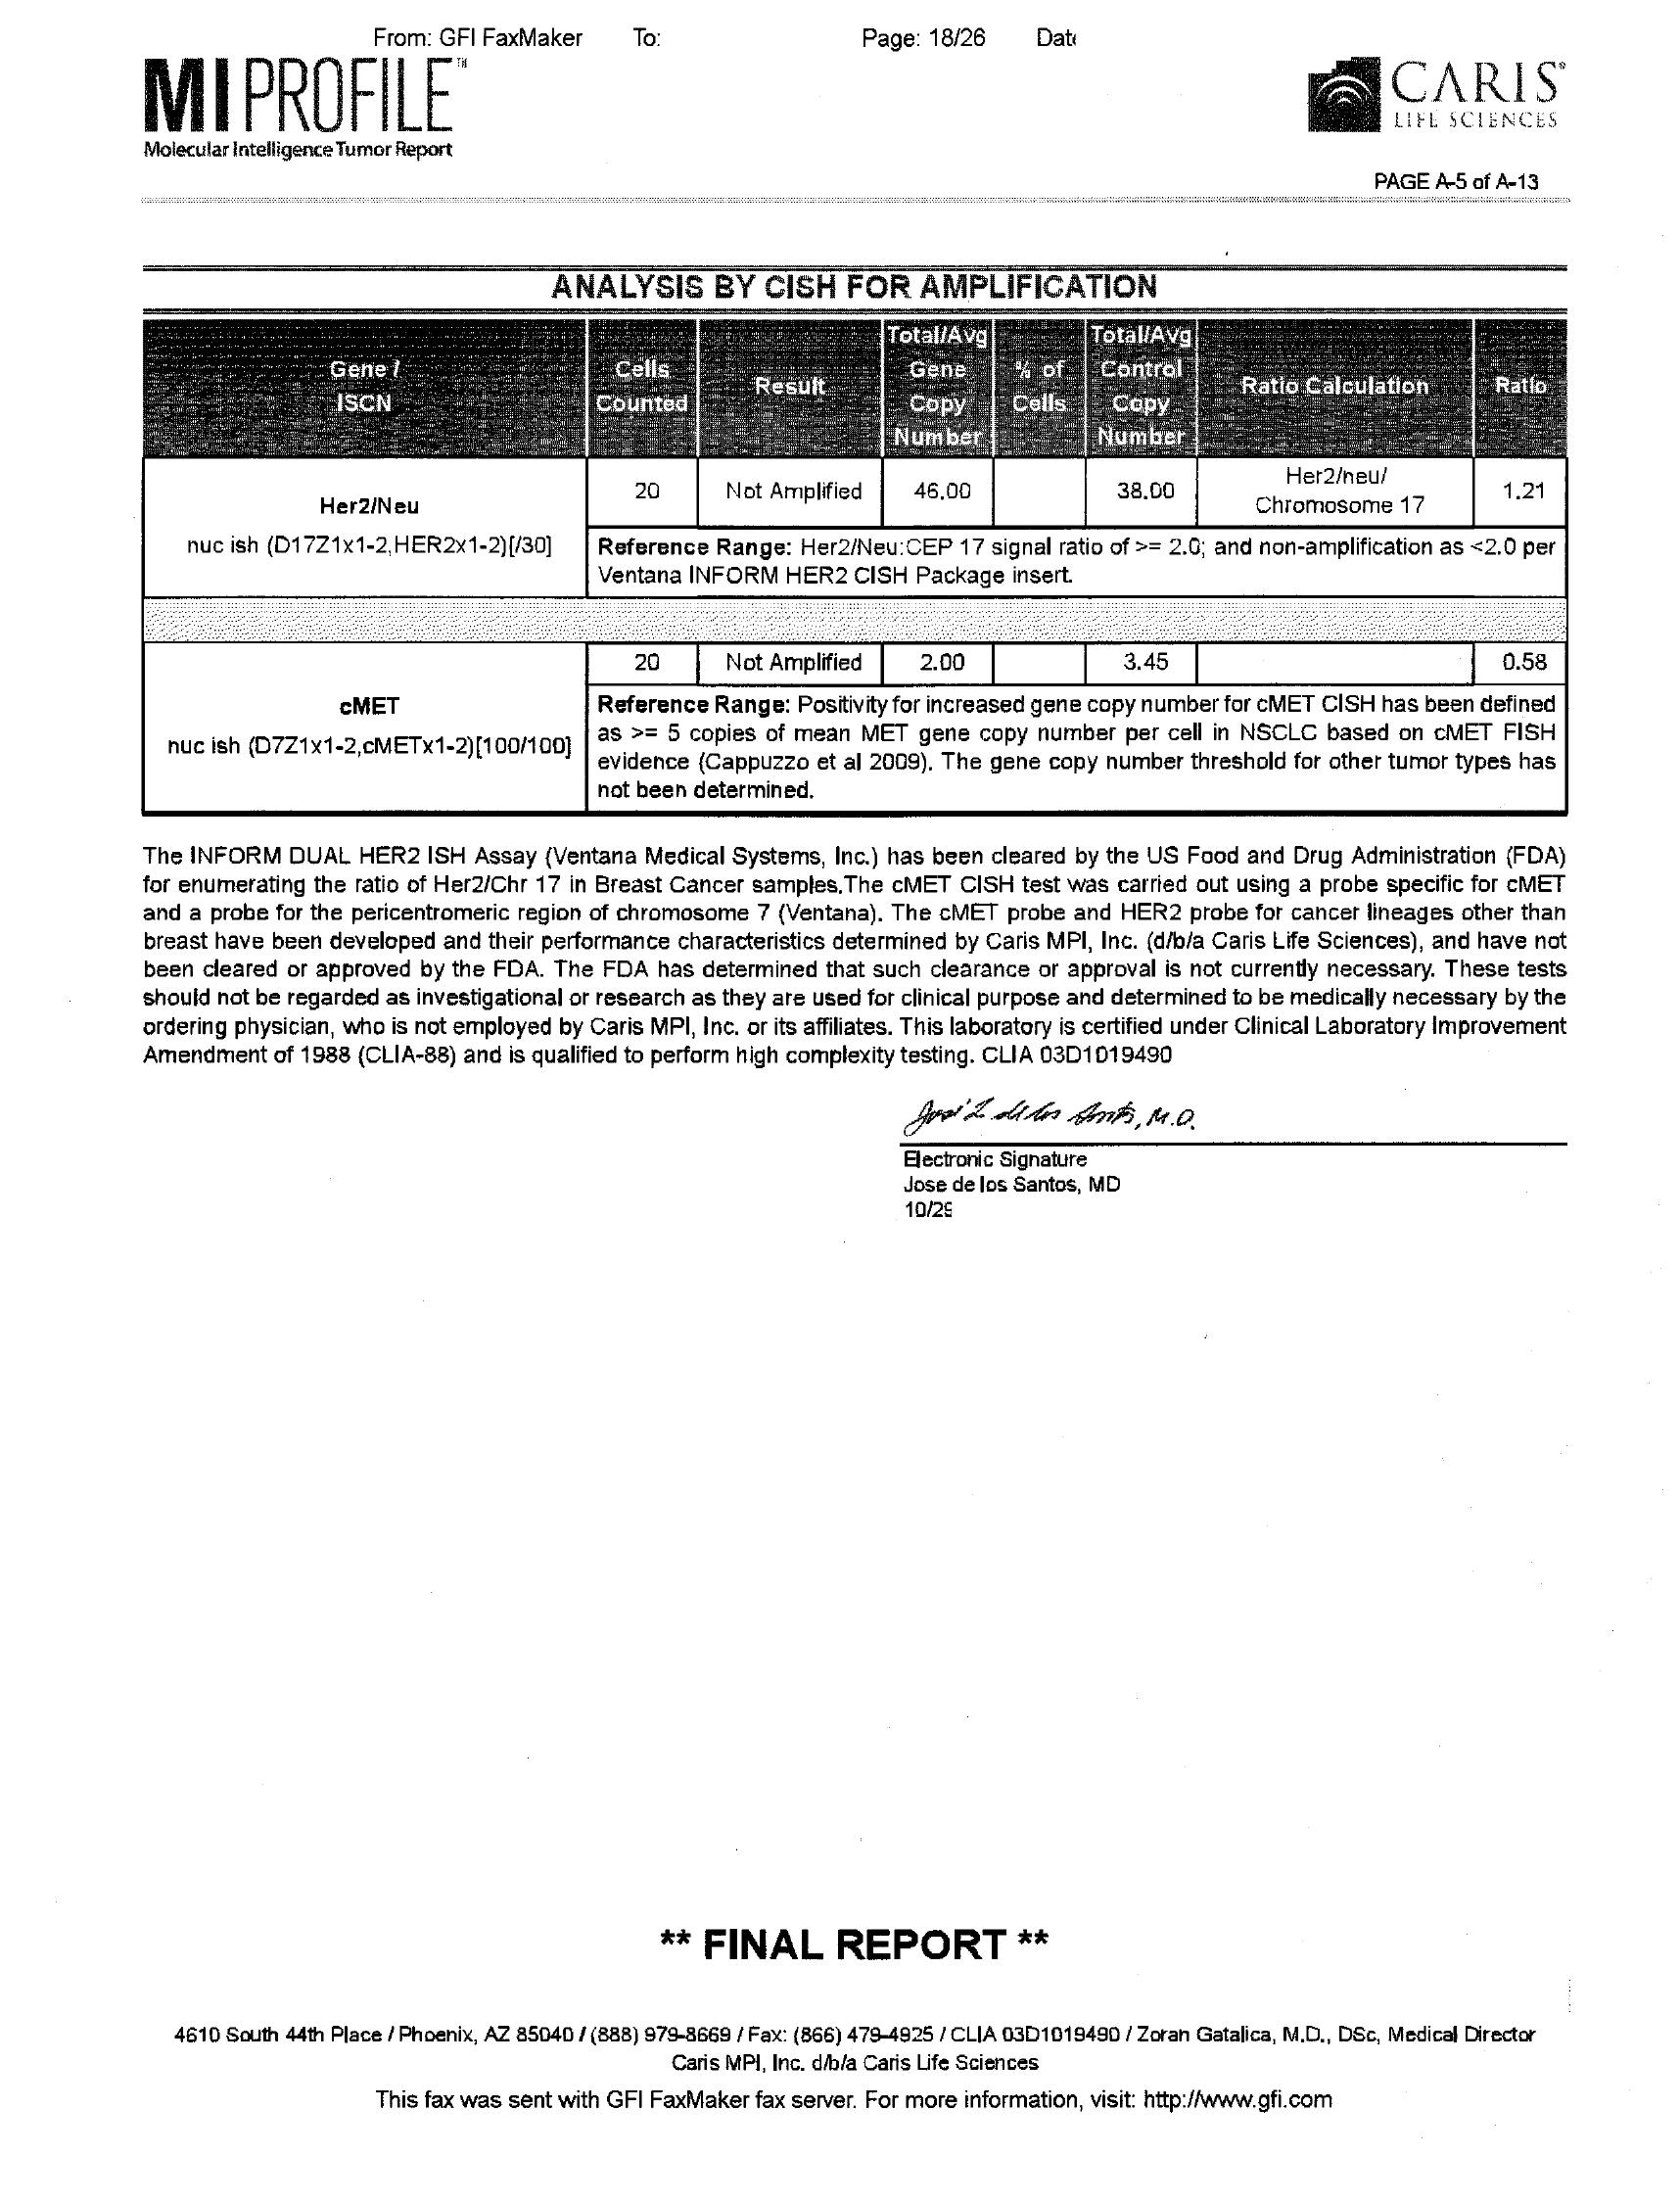 From: GFI FaxMaker To: Page: 18/26 Date
MI PROFILE™
Molecular Intelligence Tumor Report
CARIS®
LIFE SCIENCES
PAGE A-5 of A-13
ANALYSIS BY CISH FOR AMPLIFICATION
Gene / ISCN
Cells Counted
Result
Total/Avg Gene Copy Number
% of Cells
Total/Avg Control Copy Number
Ratio Calculation
Ratio
Her2/Neu
nuc ish (D17Z1x1-2,HER2x1-2)[/30]
20 Not Amplified 46.00 38.00 Her2/neu/ Chromosome 17 1.21
Reference Range: Her2/Neu:CEP 17 signal ratio of >= 2.0; and non-amplification as <2.0 per
Ventana INFORM HER2 CISH Package insert.
cMET
nuc ish (D7Z1x1-2,cMETx1-2)[100/100]
20 Not Amplified 2.00 3.45 0.58
Reference Range: Positivity for increased gene copy number for cMET CISH has been defined
as >= 5 copies of mean MET gene copy number per cell in NSCLC based on cMET FISH
evidence (Cappuzzo et al 2009). The gene copy number threshold for other tumor types has
not been determined.
The INFORM DUAL HER2 ISH Assay (Ventana Medical Systems, Inc.) has been cleared by the US Food and Drug Administration (FDA)
for enumerating the ratio of Her2/Chr 17 in Breast Cancer samples.The cMET CISH test was carried out using a probe specific for cMET
and a probe for the pericentromeric region of chromosome 7 (Ventana). The cMET probe and HER2 probe for cancer lineages other than
breast have been developed and their performance characteristics determined by Caris MPI, Inc. (d/b/a Caris Life Sciences), and have not
been cleared or approved by the FDA. The FDA has determined that such clearance or approval is not currently necessary. These tests
should not be regarded as investigational or research as they are used for clinical purpose and determined to be medically necessary by the
ordering physician, who is not employed by Caris MPI, Inc. or its affiliates. This laboratory is certified under Clinical Laboratory Improvement
Amendment of 1988 (CLIA-88) and is qualified to perform high complexity testing. CLIA 03D1019490
José L de los Santos, M.D.
Electronic Signature
Jose de los Santos, MD
10/29
** FINAL REPORT **
4610 South 44th Place / Phoenix, AZ 85040 / (888) 979-8669 / Fax: (866) 479-4925 / CLIA 03D1019490 / Zoran Gatalica, M.D., DSc, Medical Director
Caris MPI, Inc. d/b/a Caris Life Sciences
This fax was sent with GFI FaxMaker fax server. For more information, visit: http://www.gfi.com